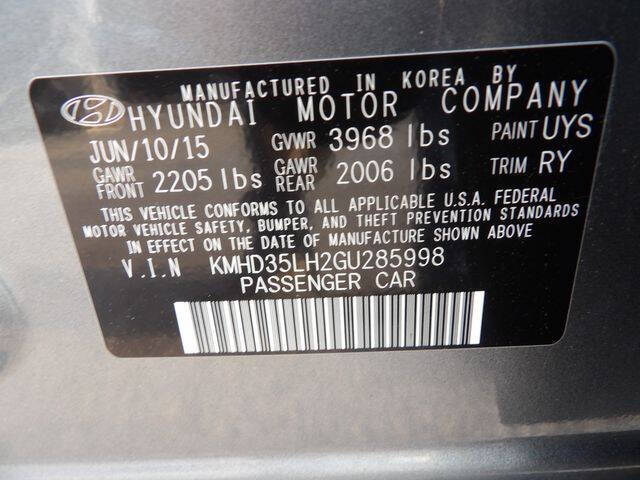 MANUFACTURED IN KOREA BY
HYUNDAI MOTOR COMPANY
JUN/10/15 GVWR 3968 lbs PAINT UYS
GAWR FRONT 2205 lbs GAWR REAR 2006 lbs TRIM RY
THIS VEHICLE CONFORMS TO ALL APPLICABLE U.S.A. FEDERAL
MOTOR VEHICLE SAFETY, BUMPER, AND THEFT PREVENTION STANDARDS
IN EFFECT ON THE DATE OF MANUFACTURE SHOWN ABOVE
V.I.N KMHD35LH2GU285998
PASSENGER CAR